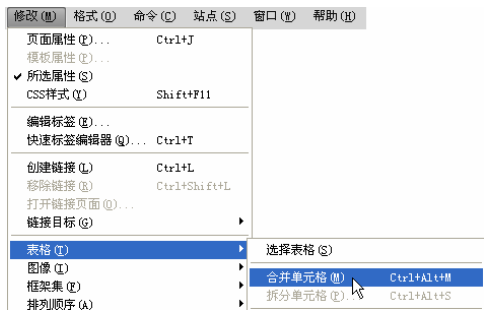 修改(M) 格式(O) 命令(C) 站点(S) 窗口(W) 帮助(H)
页面属性(P)... Ctrl+J
模板属性(P)...
✓ 所选属性(S)
CSS样式(Y) Shift+F11
编辑标签(E)...
快速标签编辑器(Q)... Ctrl+T
创建链接(L) Ctrl+L
移除链接(R) Ctrl+Shift+L
打开链接页面(O)...
链接目标(G)
表格(T) 选择表格(S)
图像(I) 合并单元格(M) Ctrl+Alt+M
框架集(F) 拆分单元格(P)... Ctrl+Alt+S
排列顺序(A)